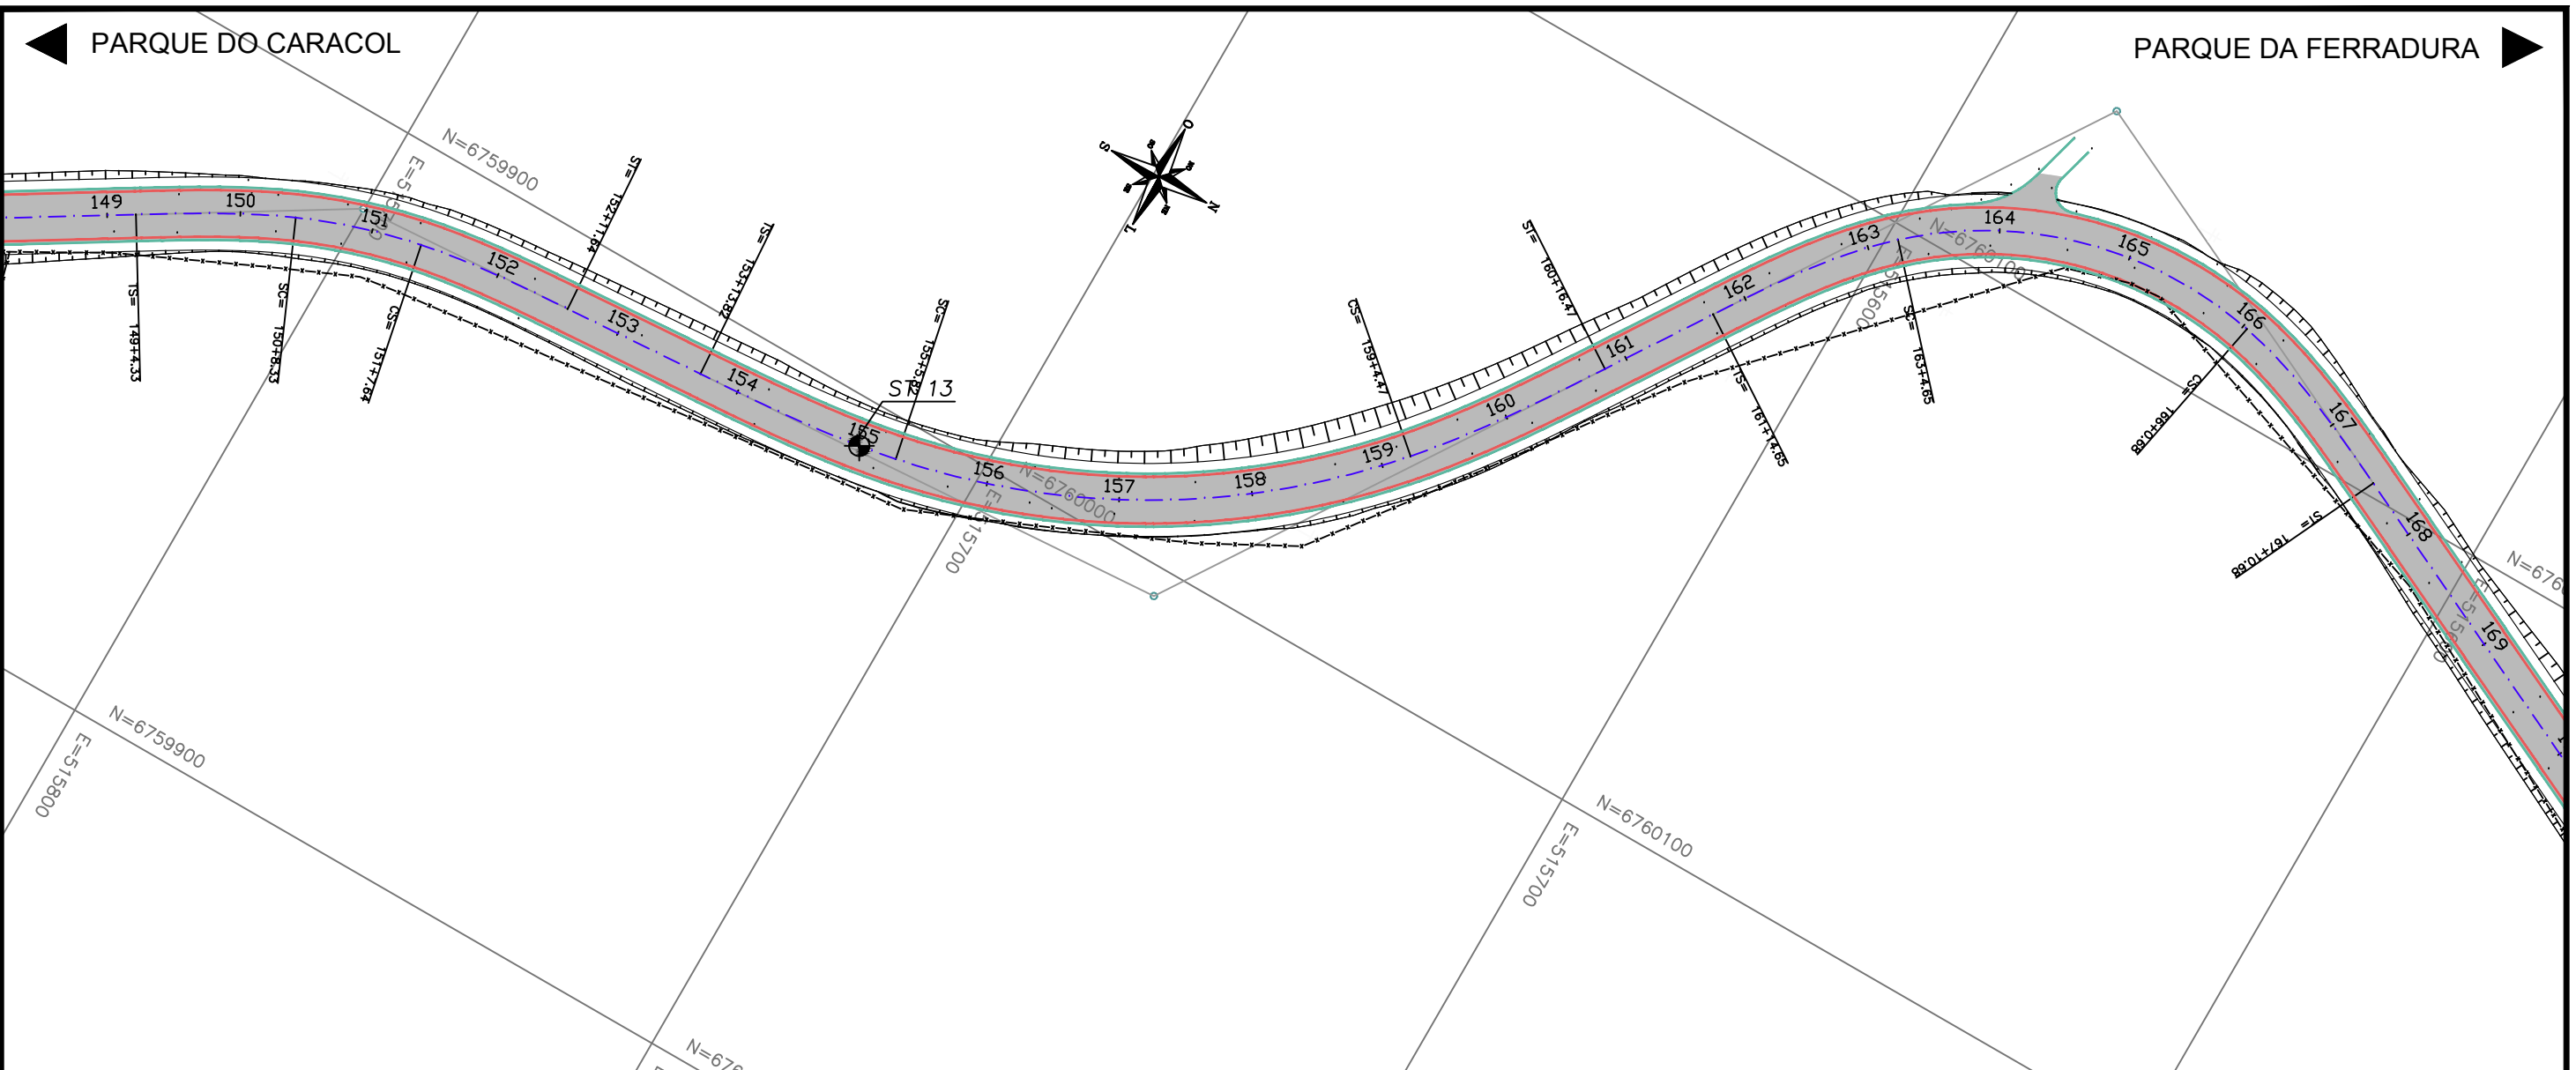 PARQUE DO CARACOL
PARQUE DA FERRADURA
O
S
N
L
N=6759900
ST= 152+11.64
TS= 153+13.82
SC= 155+5.82
CS= 159+4.47
ST= 160+16.47
149
150
151
152
153
154
155
156
157
158
159
160
161
162
163
164
165
166
167
168
169
TS= 149+4.33
SC= 150+8.33
CS= 151+7.64
ST 13
TS= 161+14.65
SC= 163+4.65
CS= 166+0.68
ST= 167+10.68
N=6760000
E=515700
N=6760100
N=6759900
E=515800
N=6760100
E=515700